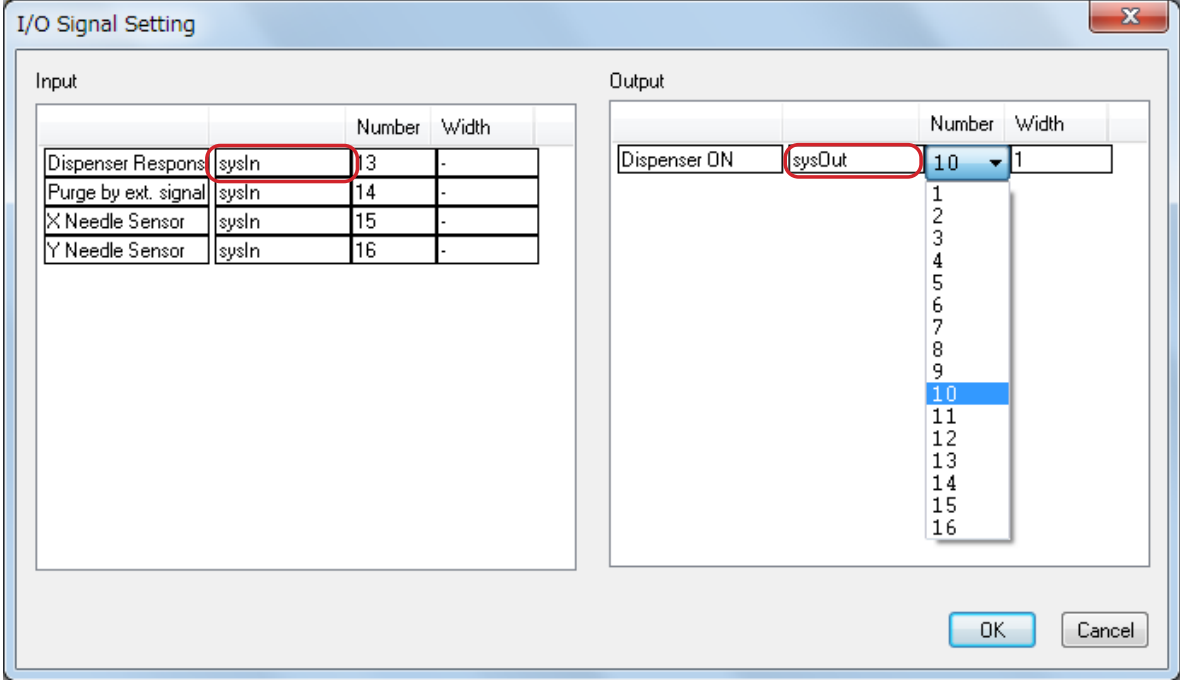 I/O Signal Setting
Input
Number Width
Dispenser Respons sysIn 13 -
Purge by ext. signal sysIn 14 -
X Needle Sensor sysIn 15 -
Y Needle Sensor sysIn 16 -
Output
Number Width
Dispenser ON sysOut 10 1
1
2
3
4
5
6
7
8
9
10
11
12
13
14
15
16
OK Cancel